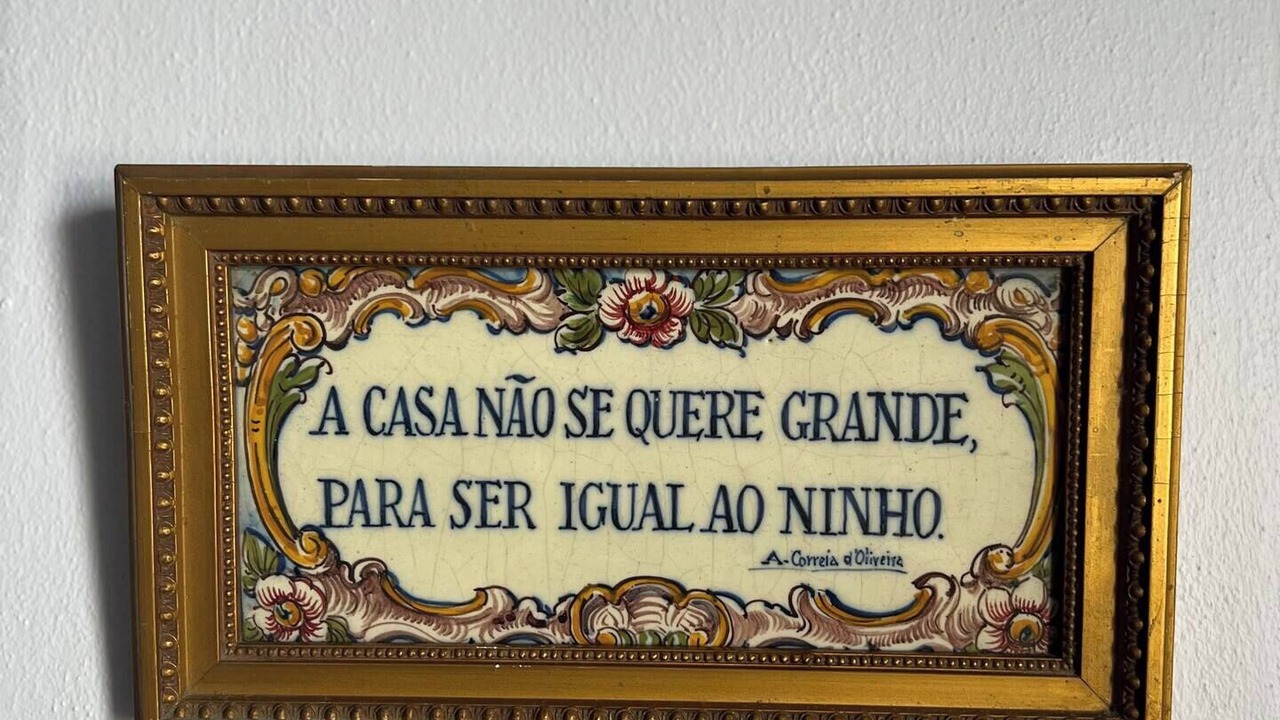 A CASA NÃO SE QUERE GRANDE,
PARA SER IGUAL AO NINHO.
A. Correia d'Oliveira